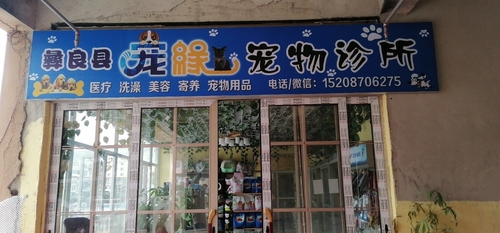 彝良县宠缘宠物诊所
医疗 洗澡 美容 寄养 宠物用品 电话/微信：15208706275